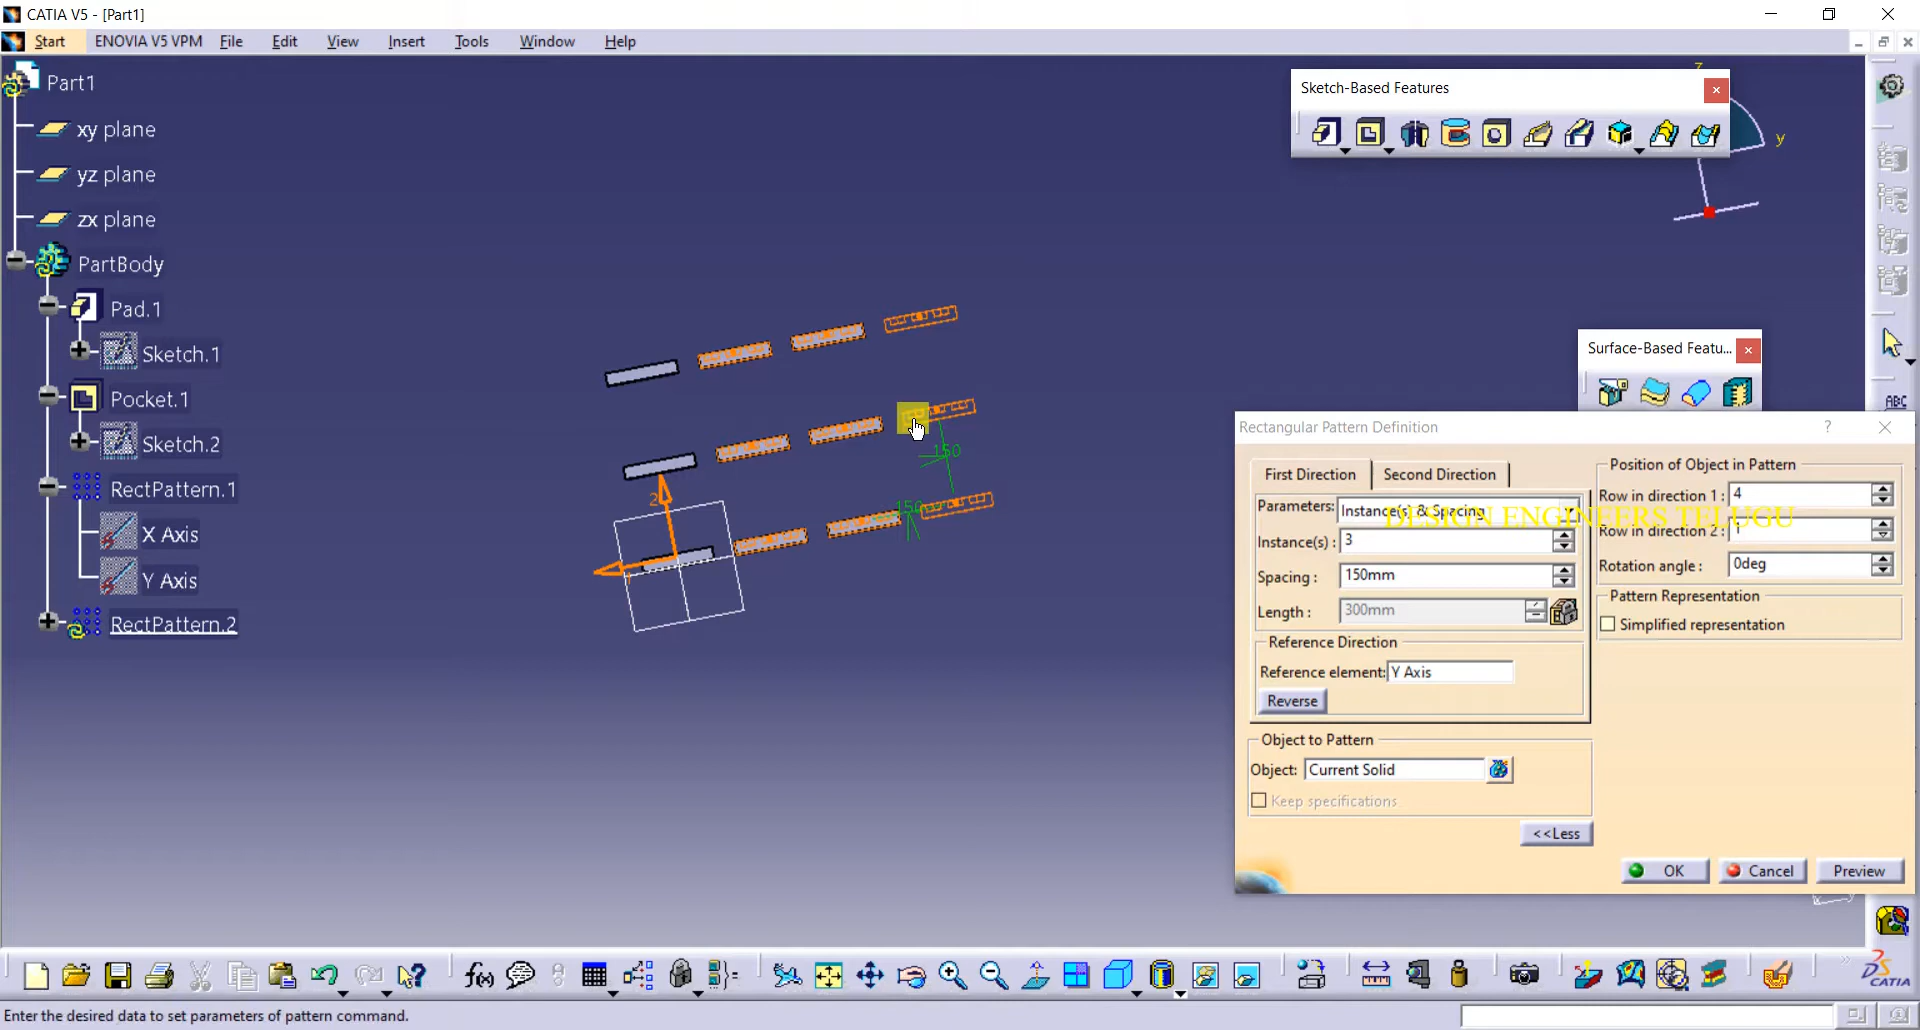 CATIA V5 - [Part1]
Start ENOVIA V5 VPM File Edit View Insert Tools Window Help
Part1
xy plane
yz plane
zx plane
PartBody
Pad.1
Sketch.1
Pocket.1
Sketch.2
RectPattern.1
X Axis
Y Axis
RectPattern.2
2
150
150
z
y
Sketch-Based Features
Surface-Based Featu...
ABC
Rectangular Pattern Definition
First Direction Second Direction
Parameters: Instance(s) & Spacing
Instance(s) : 3
Spacing : 150mm
Length : 300mm
Reference Direction
Reference element: Y Axis
Reverse
Object to Pattern
Object: Current Solid
Keep specifications
<<Less
Position of Object in Pattern
Row in direction 1 : 4
DESIGN ENGINEERS TELUGU
Row in direction 2 : 1
Rotation angle : 0deg
Pattern Representation
Simplified representation
OK Cancel Preview
f(x)
CATIA
Enter the desired data to set parameters of pattern command.